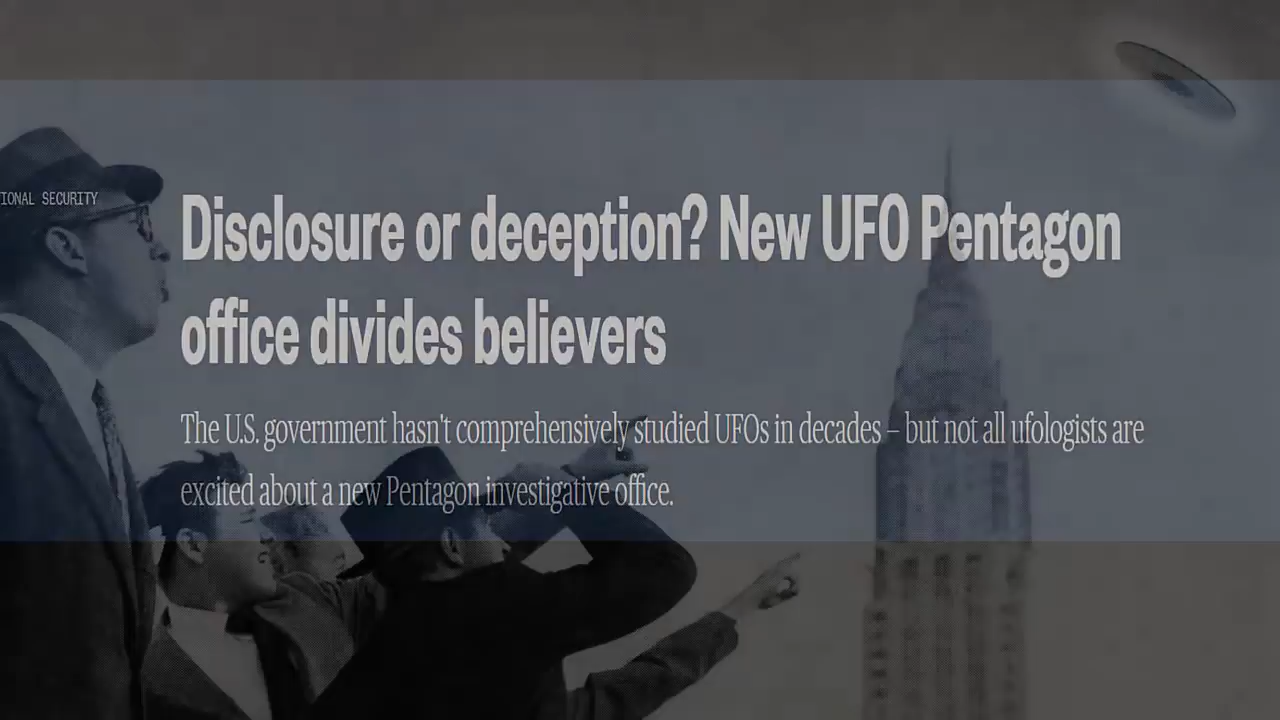 IONAL SECURITY
Disclosure or deception? New UFO Pentagon
office divides believers
The U.S. government hasn't comprehensively studied UFOs in decades – but not all ufologists are
excited about a new Pentagon investigative office.